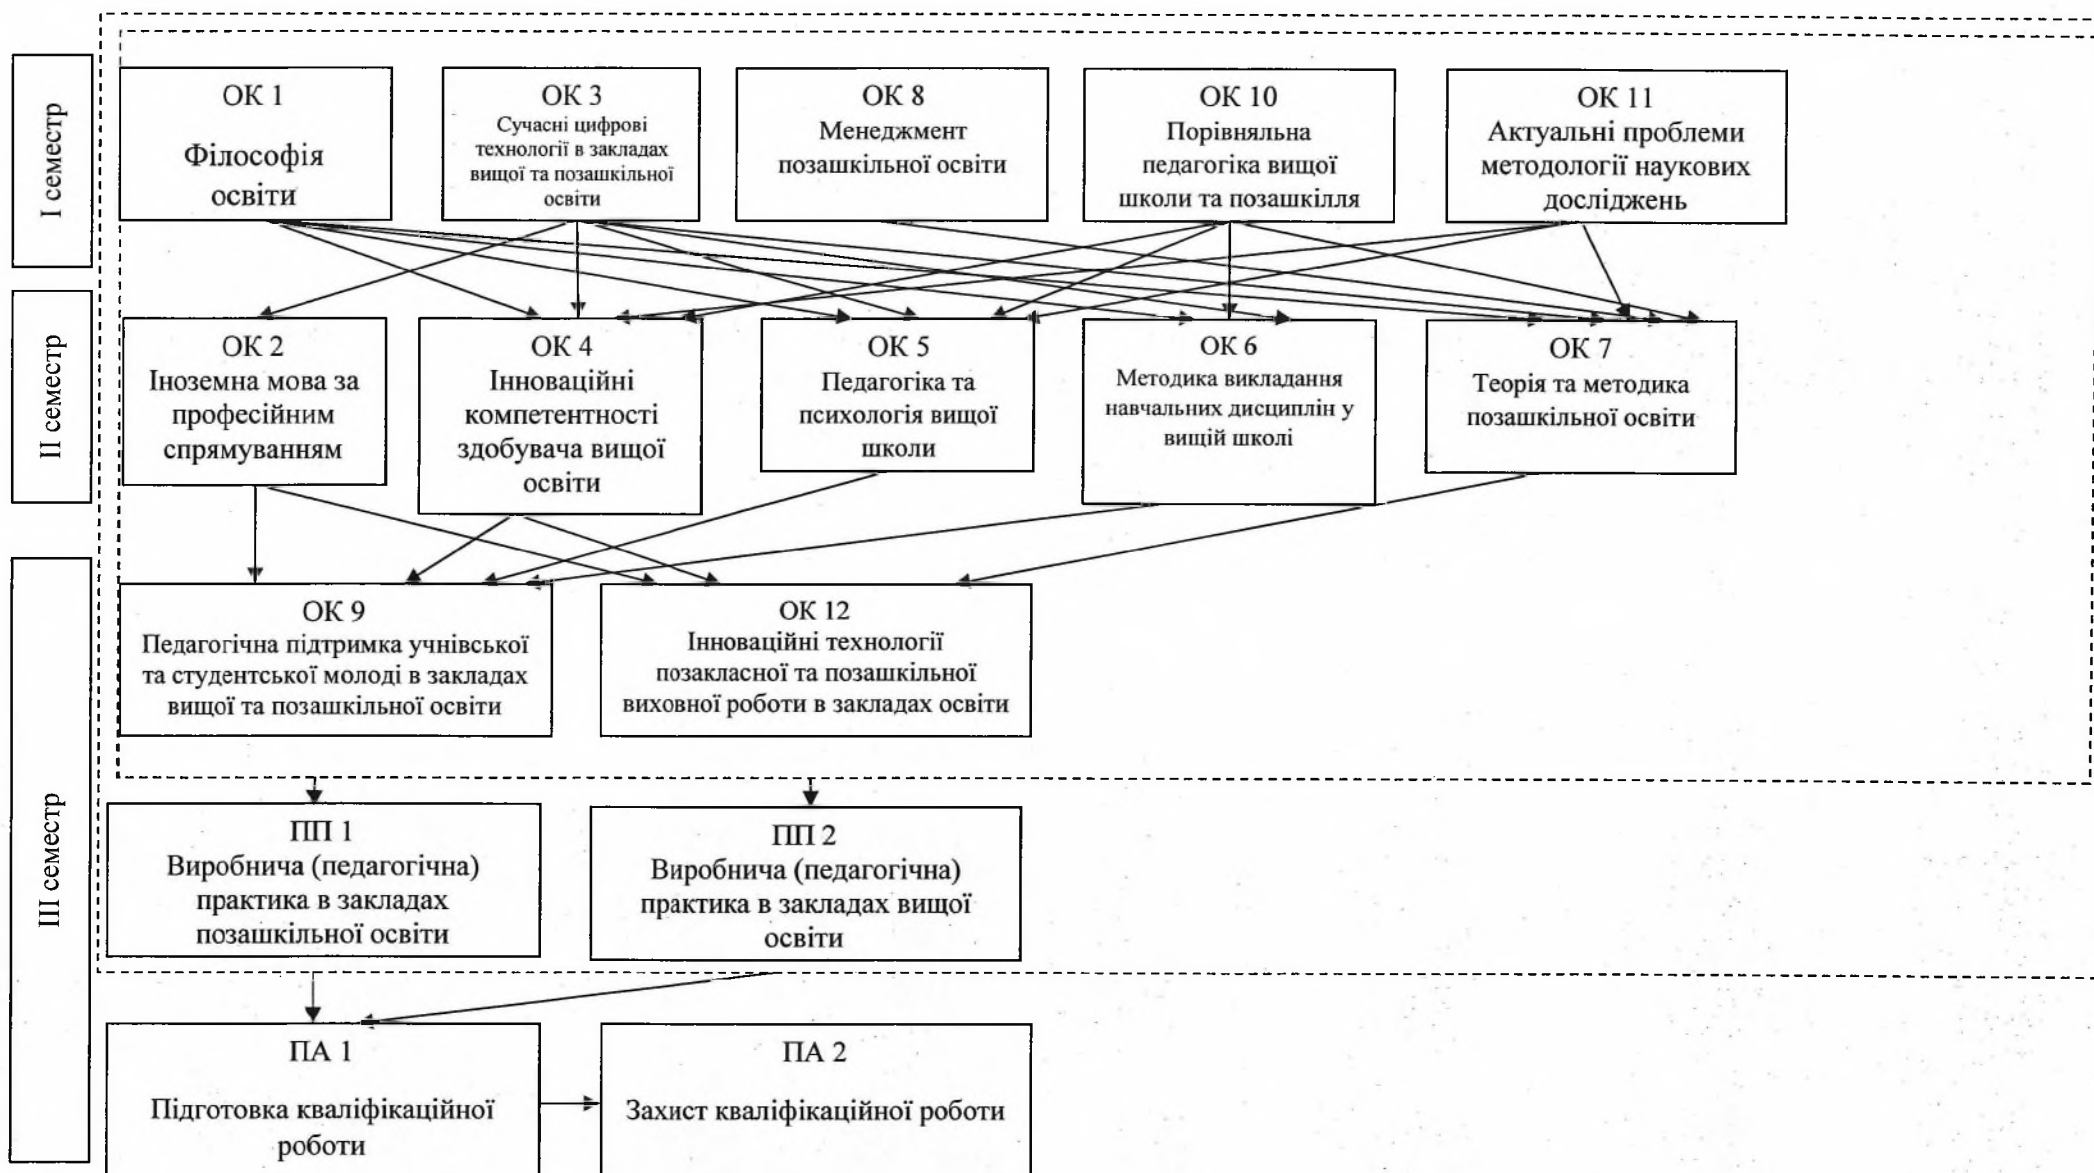 І семестр
ОК 1
Філософія
освіти
ОК 3
Сучасні цифрові
технології в закладах
вищої та позашкільної
освіти
ОК 8
Менеджмент
позашкільної освіти
ОК 10
Порівняльна
педагогіка вищої
школи та позашкілля
ОК 11
Актуальні проблеми
методології наукових
досліджень
ІІ семестр
ОК 2
Іноземна мова за
професійним
спрямуванням
ОК 4
Інноваційні
компетентності
здобувача вищої
освіти
ОК 5
Педагогіка та
психологія вищої
школи
ОК 6
Методика викладання
навчальних дисциплін у
вищій школі
ОК 7
Теорія та методика
позашкільної освіти
ІІІ семестр
ОК 9
Педагогічна підтримка учнівської
та студентської молоді в закладах
вищої та позашкільної освіти
ОК 12
Інноваційні технології
позакласної та позашкільної
виховної роботи в закладах освіти
ПП 1
Виробнича (педагогічна)
практика в закладах
позашкільної освіти
ПП 2
Виробнича (педагогічна)
практика в закладах вищої
освіти
ПА 1
Підготовка кваліфікаційної
роботи
ПА 2
Захист кваліфікаційної роботи